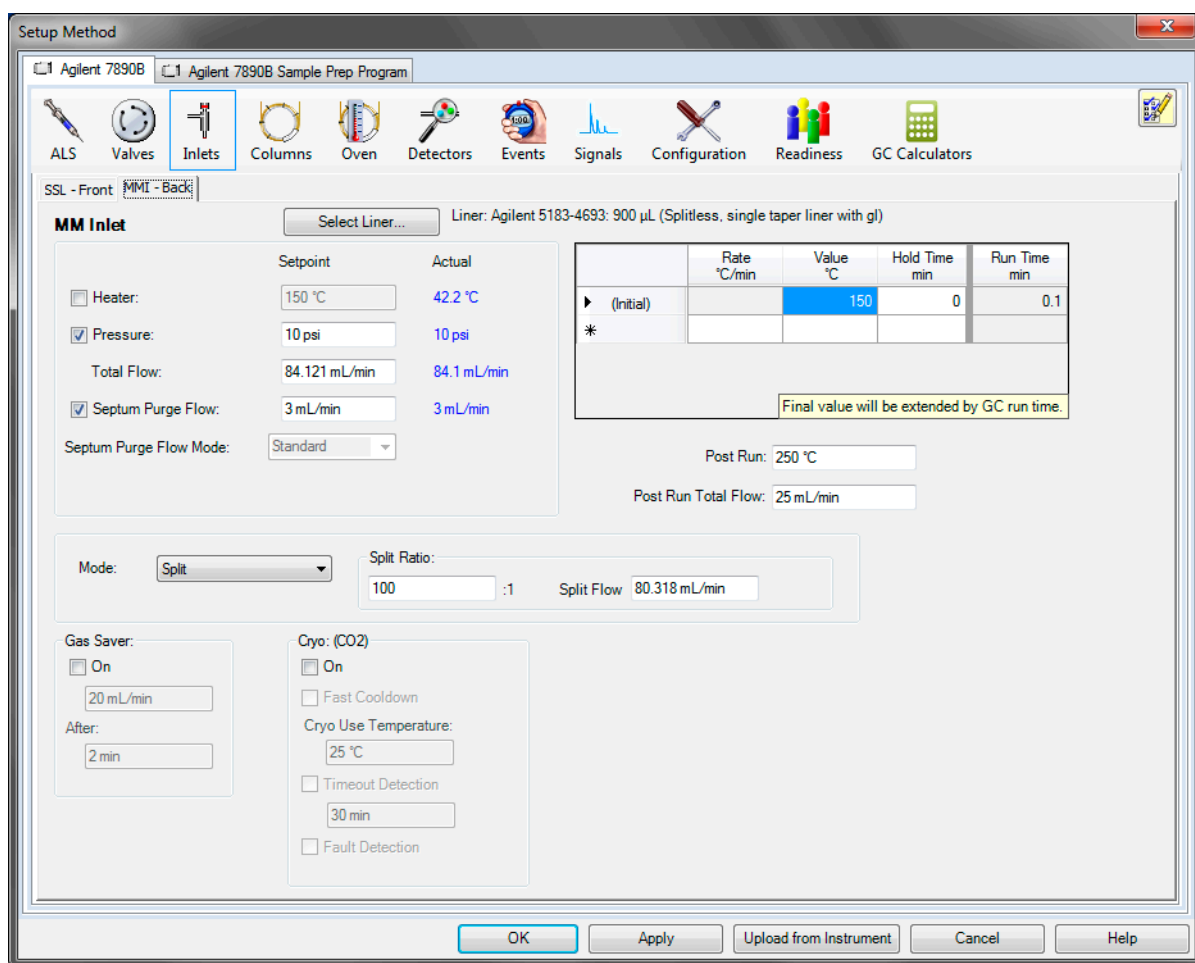 Setup Method
Agilent 7890B
Agilent 7890B Sample Prep Program
ALS
Valves
Inlets
Columns
Oven
Detectors
Events
Signals
Configuration
Readiness
GC Calculators
SSL - Front
MMI - Back
MM Inlet
Select Liner...
Liner: Agilent 5183-4693: 900 µL (Splitless, single taper liner with gl)
Setpoint
Actual
Heater:
150 °C
42.2 °C
Pressure:
10 psi
10 psi
Total Flow:
84.121 mL/min
84.1 mL/min
Septum Purge Flow:
3 mL/min
3 mL/min
Septum Purge Flow Mode:
Standard
Rate
°C/min
Value
°C
Hold Time
min
Run Time
min
(Initial)
150
0
0.1
Final value will be extended by GC run time.
Post Run:
250 °C
Post Run Total Flow:
25 mL/min
Mode:
Split
Split Ratio:
100
:1
Split Flow
80.318 mL/min
Gas Saver:
On
20 mL/min
After:
2 min
Cryo: (CO2)
On
Fast Cooldown
Cryo Use Temperature:
25 °C
Timeout Detection
30 min
Fault Detection
OK
Apply
Upload from Instrument
Cancel
Help